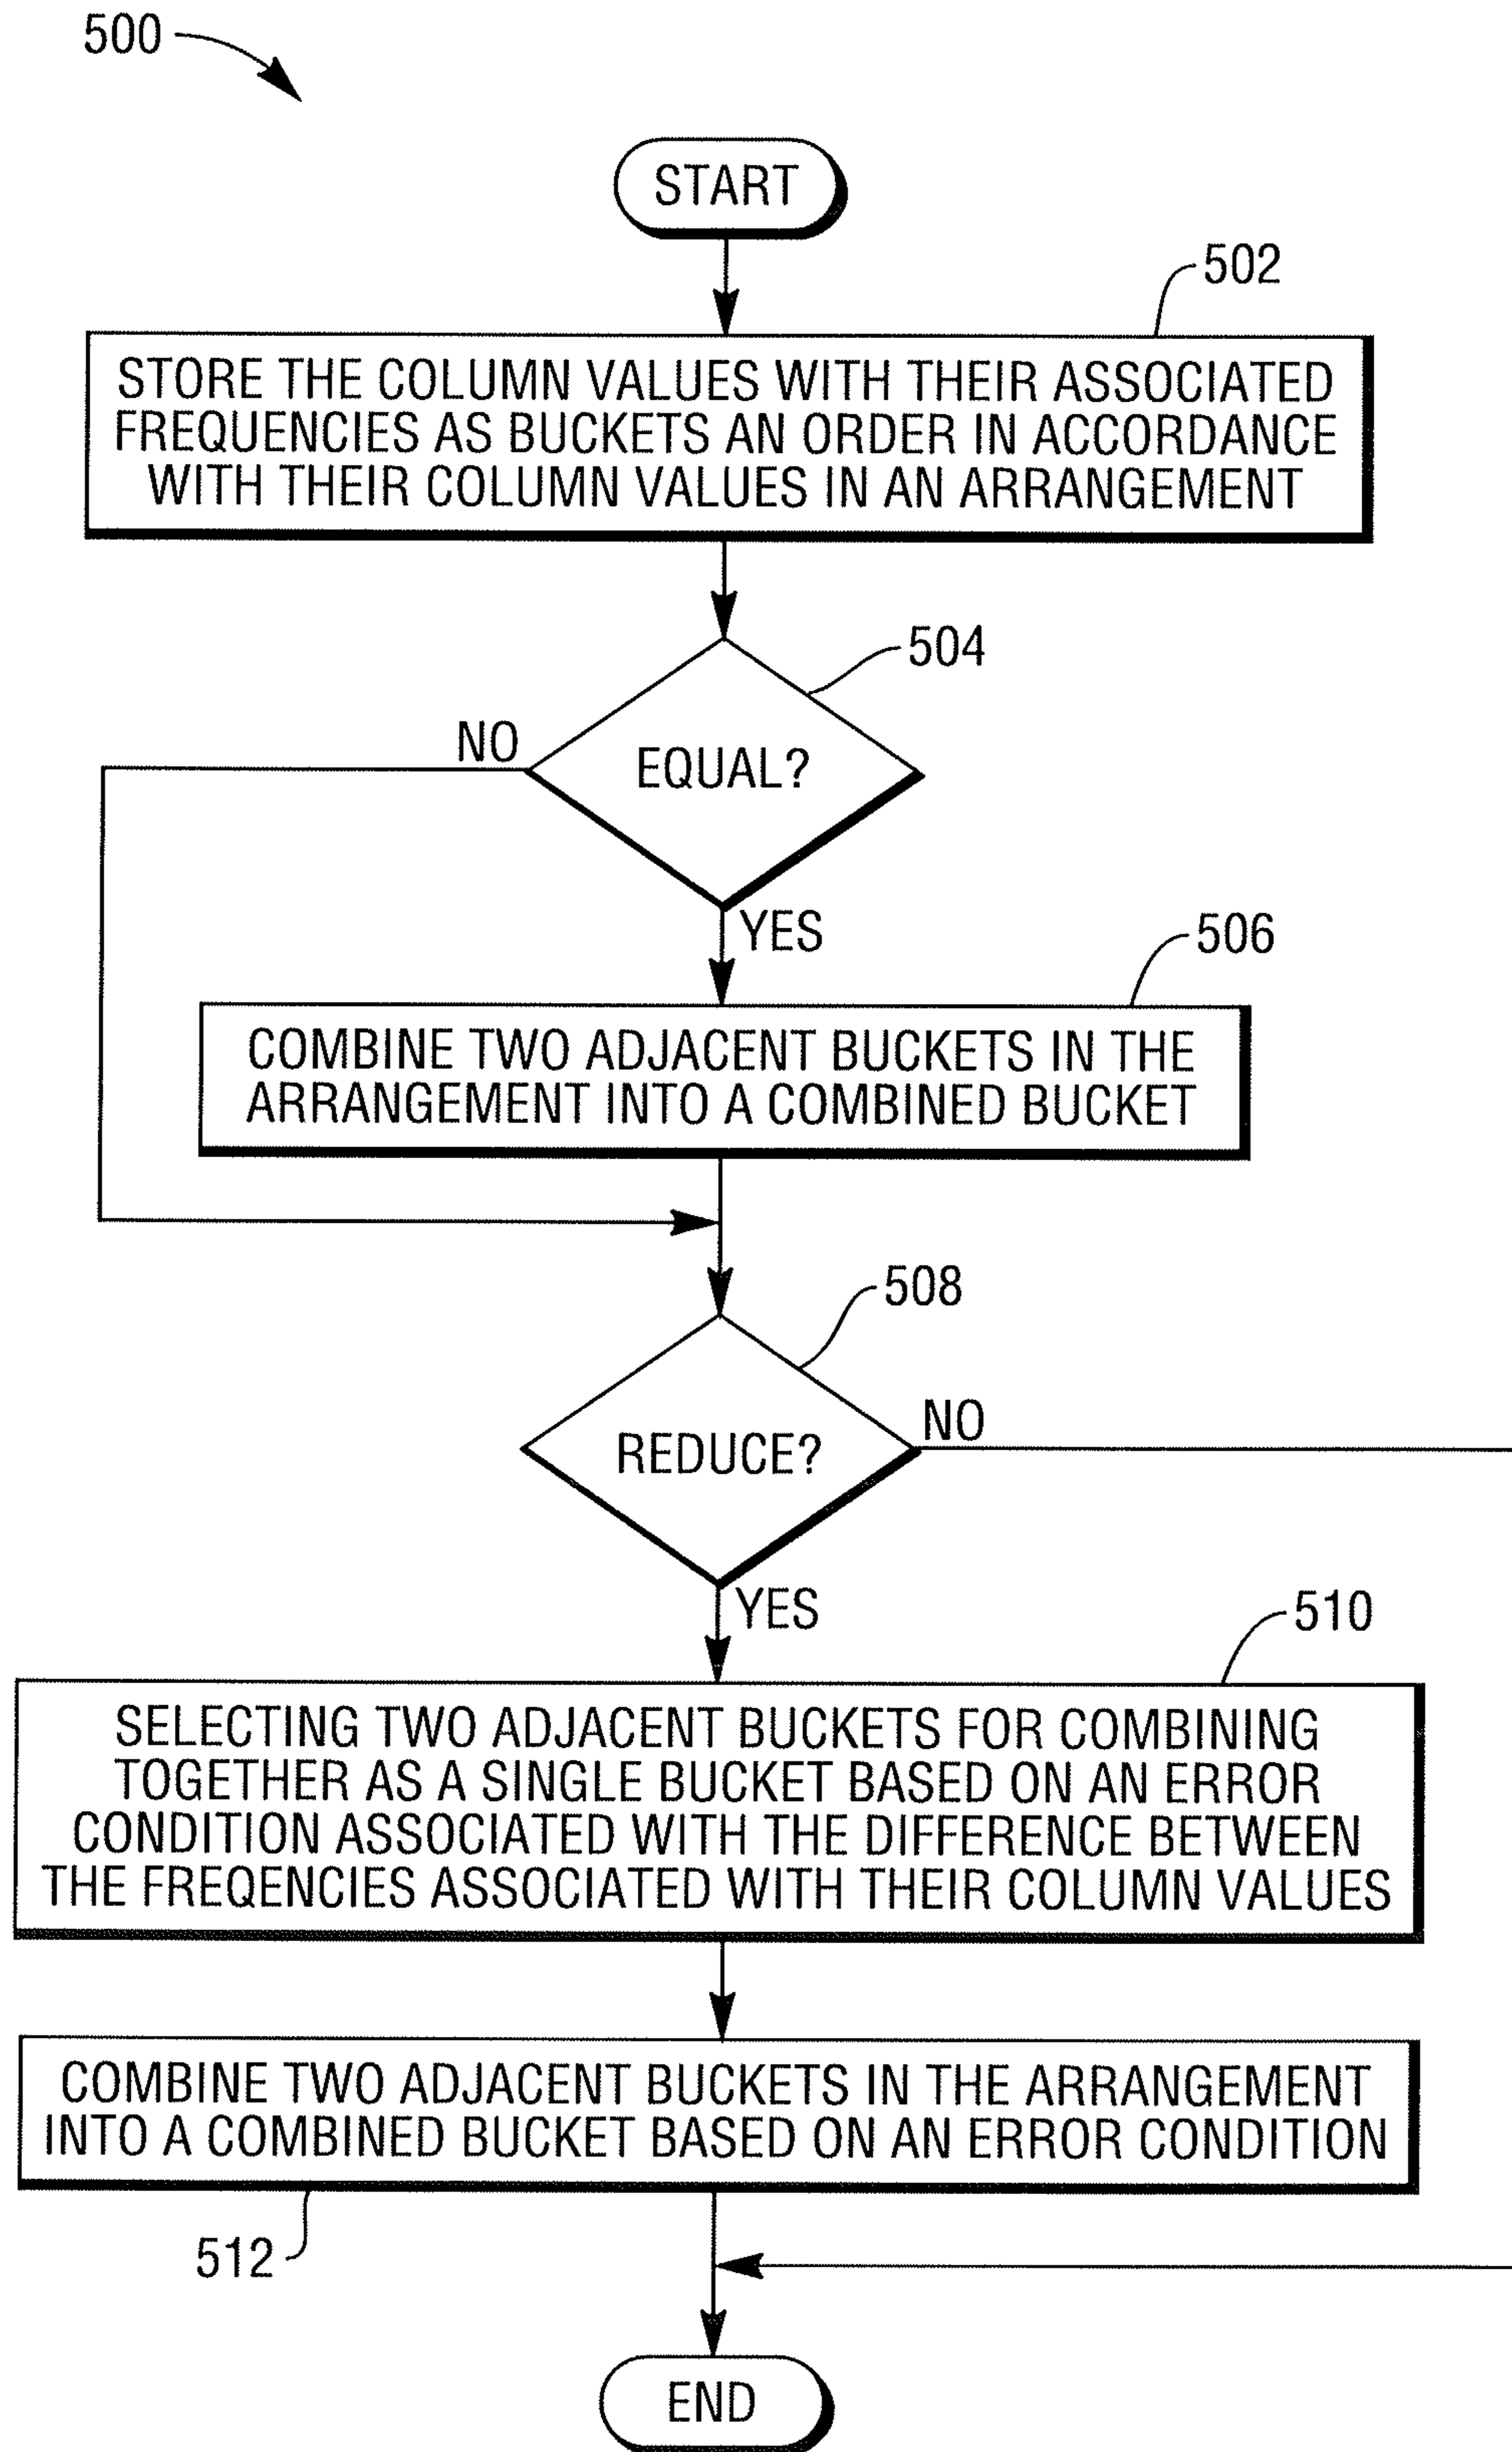 500
START
502
STORE THE COLUMN VALUES WITH THEIR ASSOCIATED
FREQUENCIES AS BUCKETS AN ORDER IN ACCORDANCE
WITH THEIR COLUMN VALUES IN AN ARRANGEMENT
504
NO
EQUAL?
YES
506
COMBINE TWO ADJACENT BUCKETS IN THE
ARRANGEMENT INTO A COMBINED BUCKET
508
NO
REDUCE?
YES
510
SELECTING TWO ADJACENT BUCKETS FOR COMBINING
TOGETHER AS A SINGLE BUCKET BASED ON AN ERROR
CONDITION ASSOCIATED WITH THE DIFFERENCE BETWEEN
THE FREQENCIES ASSOCIATED WITH THEIR COLUMN VALUES
COMBINE TWO ADJACENT BUCKETS IN THE ARRANGEMENT
INTO A COMBINED BUCKET BASED ON AN ERROR CONDITION
512
END